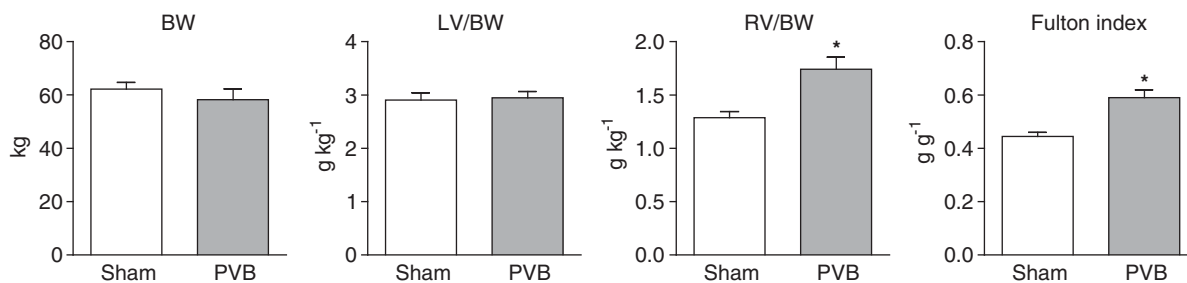 BW
80
60
40
20
0
kg
Sham PVB
LV/BW
4
3
2
1
0
g kg⁻¹
Sham PVB
RV/BW
2.0
1.5
1.0
0.5
0.0
g kg⁻¹
*
Sham PVB
Fulton index
0.8
0.6
0.4
0.2
0.0
g g⁻¹
*
Sham PVB